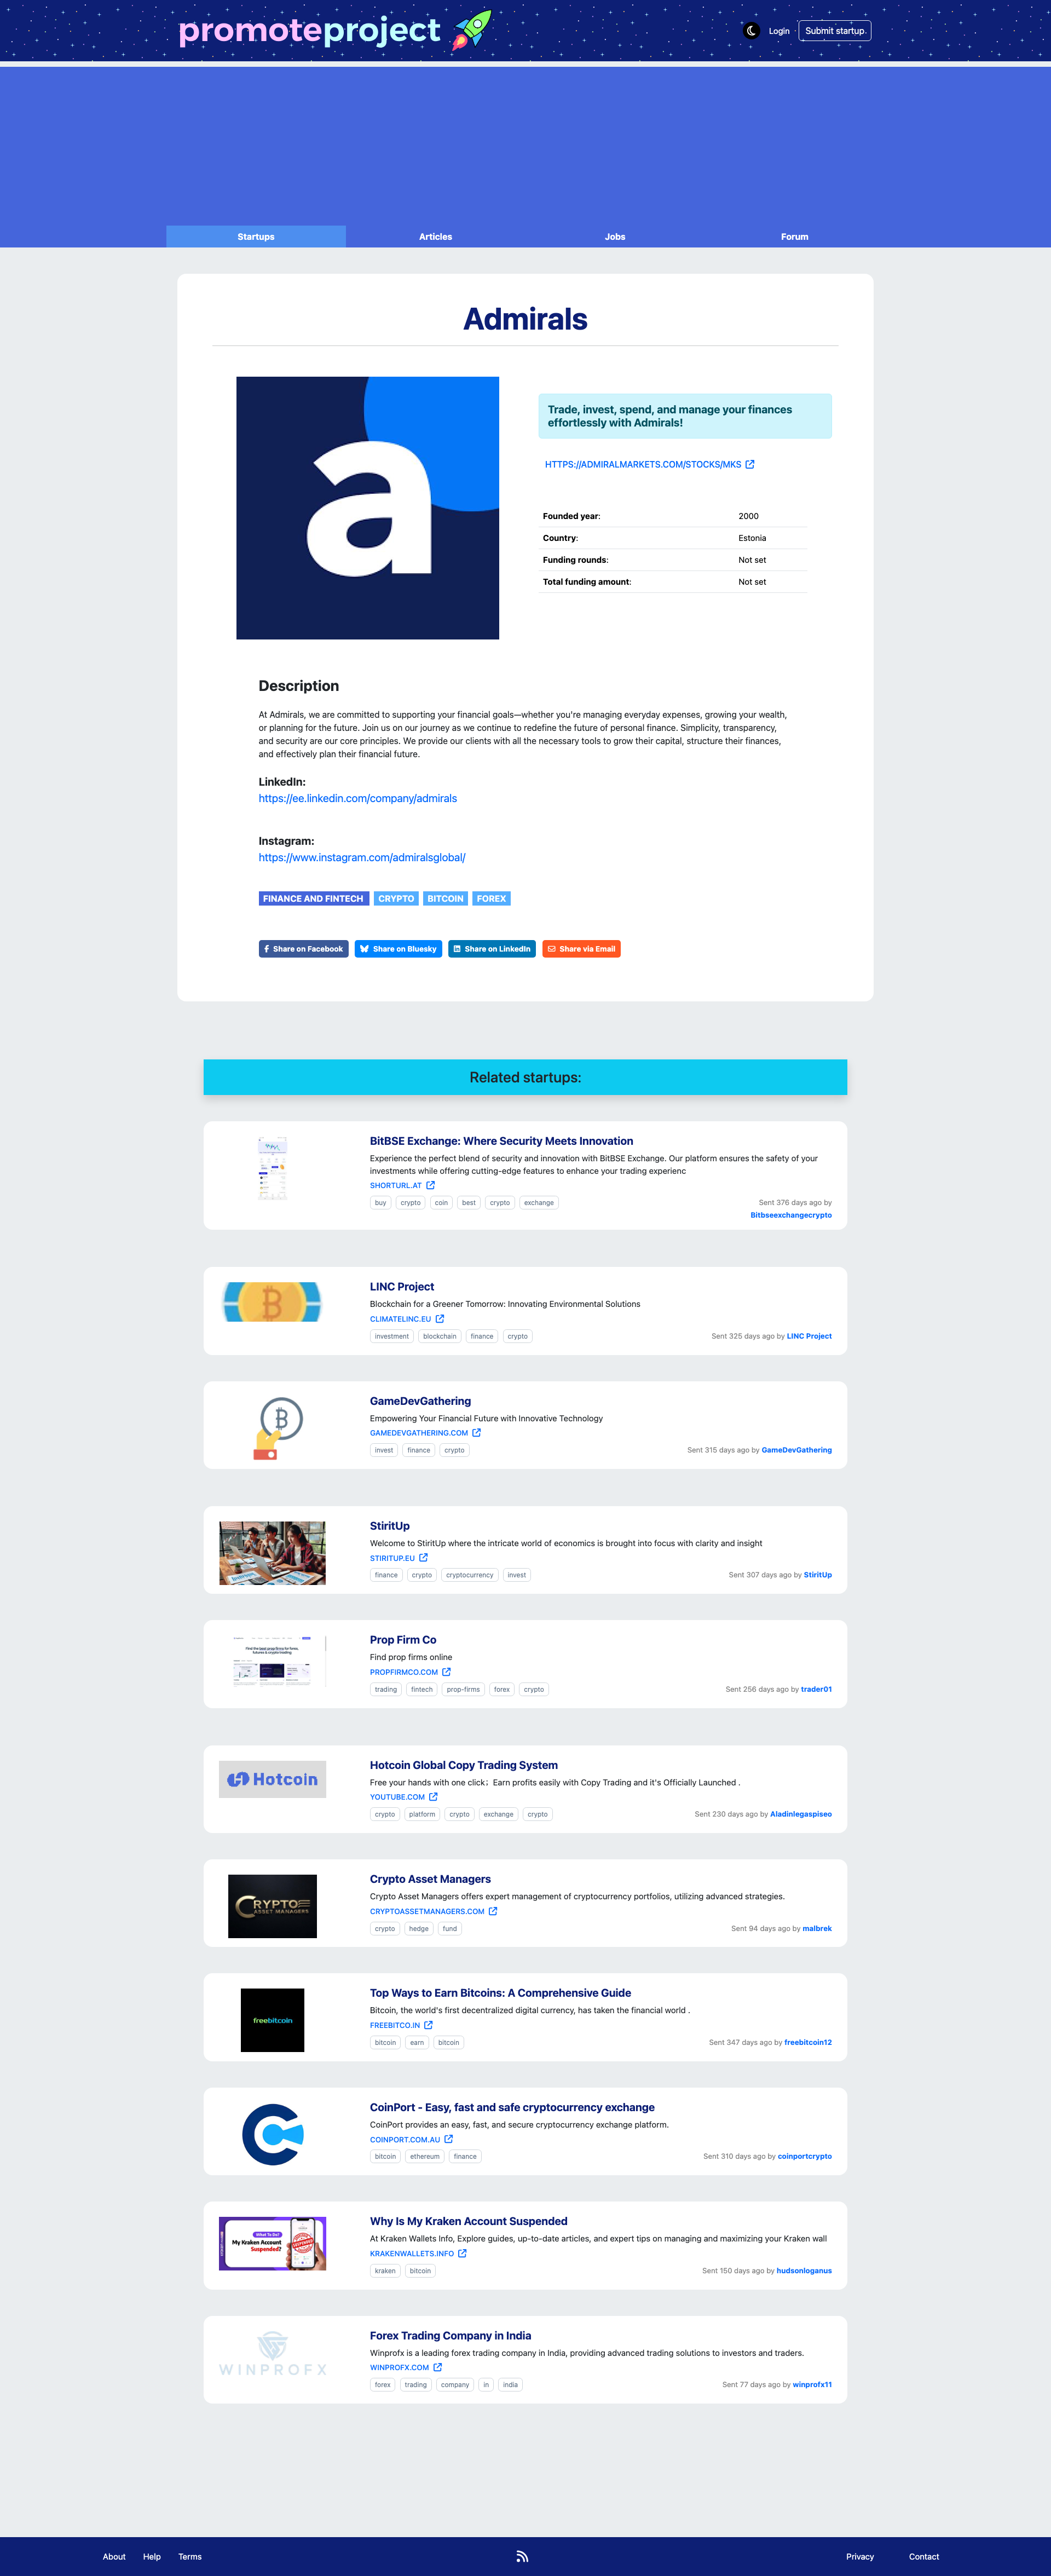 promoteproject
Login
Submit startup
Startups
Articles
Jobs
Forum
Admirals
a
Trade, invest, spend, and manage your finances
effortlessly with Admirals!
HTTPS://ADMIRALMARKETS.COM/STOCKS/MKS
Founded year: 2000
Country: Estonia
Funding rounds: Not set
Total funding amount: Not set
Description
At Admirals, we are committed to supporting your financial goals—whether you're managing everyday expenses, growing your wealth,
or planning for the future. Join us on our journey as we continue to redefine the future of personal finance. Simplicity, transparency,
and security are our core principles. We provide our clients with all the necessary tools to grow their capital, structure their finances,
and effectively plan their financial future.
LinkedIn:
https://ee.linkedin.com/company/admirals
Instagram:
https://www.instagram.com/admiralsglobal/
FINANCE AND FINTECH CRYPTO BITCOIN FOREX
Share on Facebook Share on Bluesky Share on LinkedIn Share via Email
Related startups:
BitBSE Exchange: Where Security Meets Innovation
Experience the perfect blend of security and innovation with BitBSE Exchange. Our platform ensures the safety of your
investments while offering cutting-edge features to enhance your trading experienc
SHORTURL.AT
buy crypto coin best crypto exchange
Sent 376 days ago by
Bitbseexchangecrypto
LINC Project
Blockchain for a Greener Tomorrow: Innovating Environmental Solutions
CLIMATELINC.EU
investment blockchain finance crypto
Sent 325 days ago by LINC Project
GameDevGathering
Empowering Your Financial Future with Innovative Technology
GAMEDEVGATHERING.COM
invest finance crypto
Sent 315 days ago by GameDevGathering
StiritUp
Welcome to StiritUp where the intricate world of economics is brought into focus with clarity and insight
STIRITUP.EU
finance crypto cryptocurrency invest
Sent 307 days ago by StiritUp
Find the best prop firms for forex,
futures & crypto trading
Prop Firm Co
Find prop firms online
PROPFIRMCO.COM
trading fintech prop-firms forex crypto
Sent 256 days ago by trader01
Hotcoin
Hotcoin Global Copy Trading System
Free your hands with one click；Earn profits easily with Copy Trading and it's Officially Launched .
YOUTUBE.COM
crypto platform crypto exchange crypto
Sent 230 days ago by Aladinlegaspiseo
CRYPTO
ASSET MANAGERS
Crypto Asset Managers
Crypto Asset Managers offers expert management of cryptocurrency portfolios, utilizing advanced strategies.
CRYPTOASSETMANAGERS.COM
crypto hedge fund
Sent 94 days ago by malbrek
freebitcoin
Top Ways to Earn Bitcoins: A Comprehensive Guide
Bitcoin, the world's first decentralized digital currency, has taken the financial world .
FREEBITCO.IN
bitcoin earn bitcoin
Sent 347 days ago by freebitcoin12
CoinPort - Easy, fast and safe cryptocurrency exchange
CoinPort provides an easy, fast, and secure cryptocurrency exchange platform.
COINPORT.COM.AU
bitcoin ethereum finance
Sent 310 days ago by coinportcrypto
What To Do?
My Kraken Account
Suspended?
SUSPENDED
Why Is My Kraken Account Suspended
At Kraken Wallets Info, Explore guides, up-to-date articles, and expert tips on managing and maximizing your Kraken wall
KRAKENWALLETS.INFO
kraken bitcoin
Sent 150 days ago by hudsonloganus
WINPROFX
Forex Trading Company in India
Winprofx is a leading forex trading company in India, providing advanced trading solutions to investors and traders.
WINPROFX.COM
forex trading company in india
Sent 77 days ago by winprofx11
About Help Terms
Privacy Contact